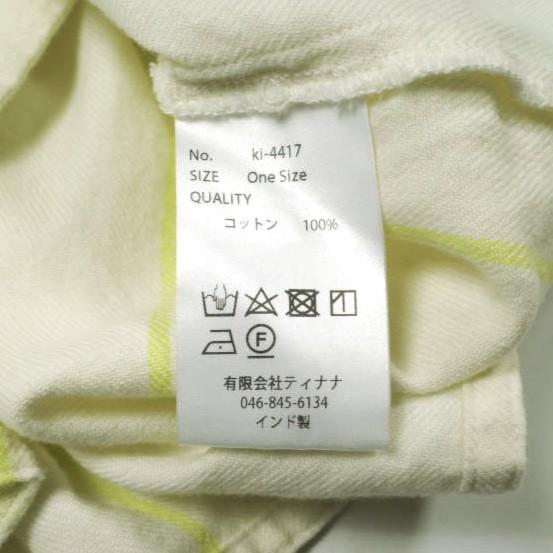 No. ki-4417
SIZE One Size
QUALITY
コットン 100%
F
有限会社ティナナ
046-845-6134
インド製